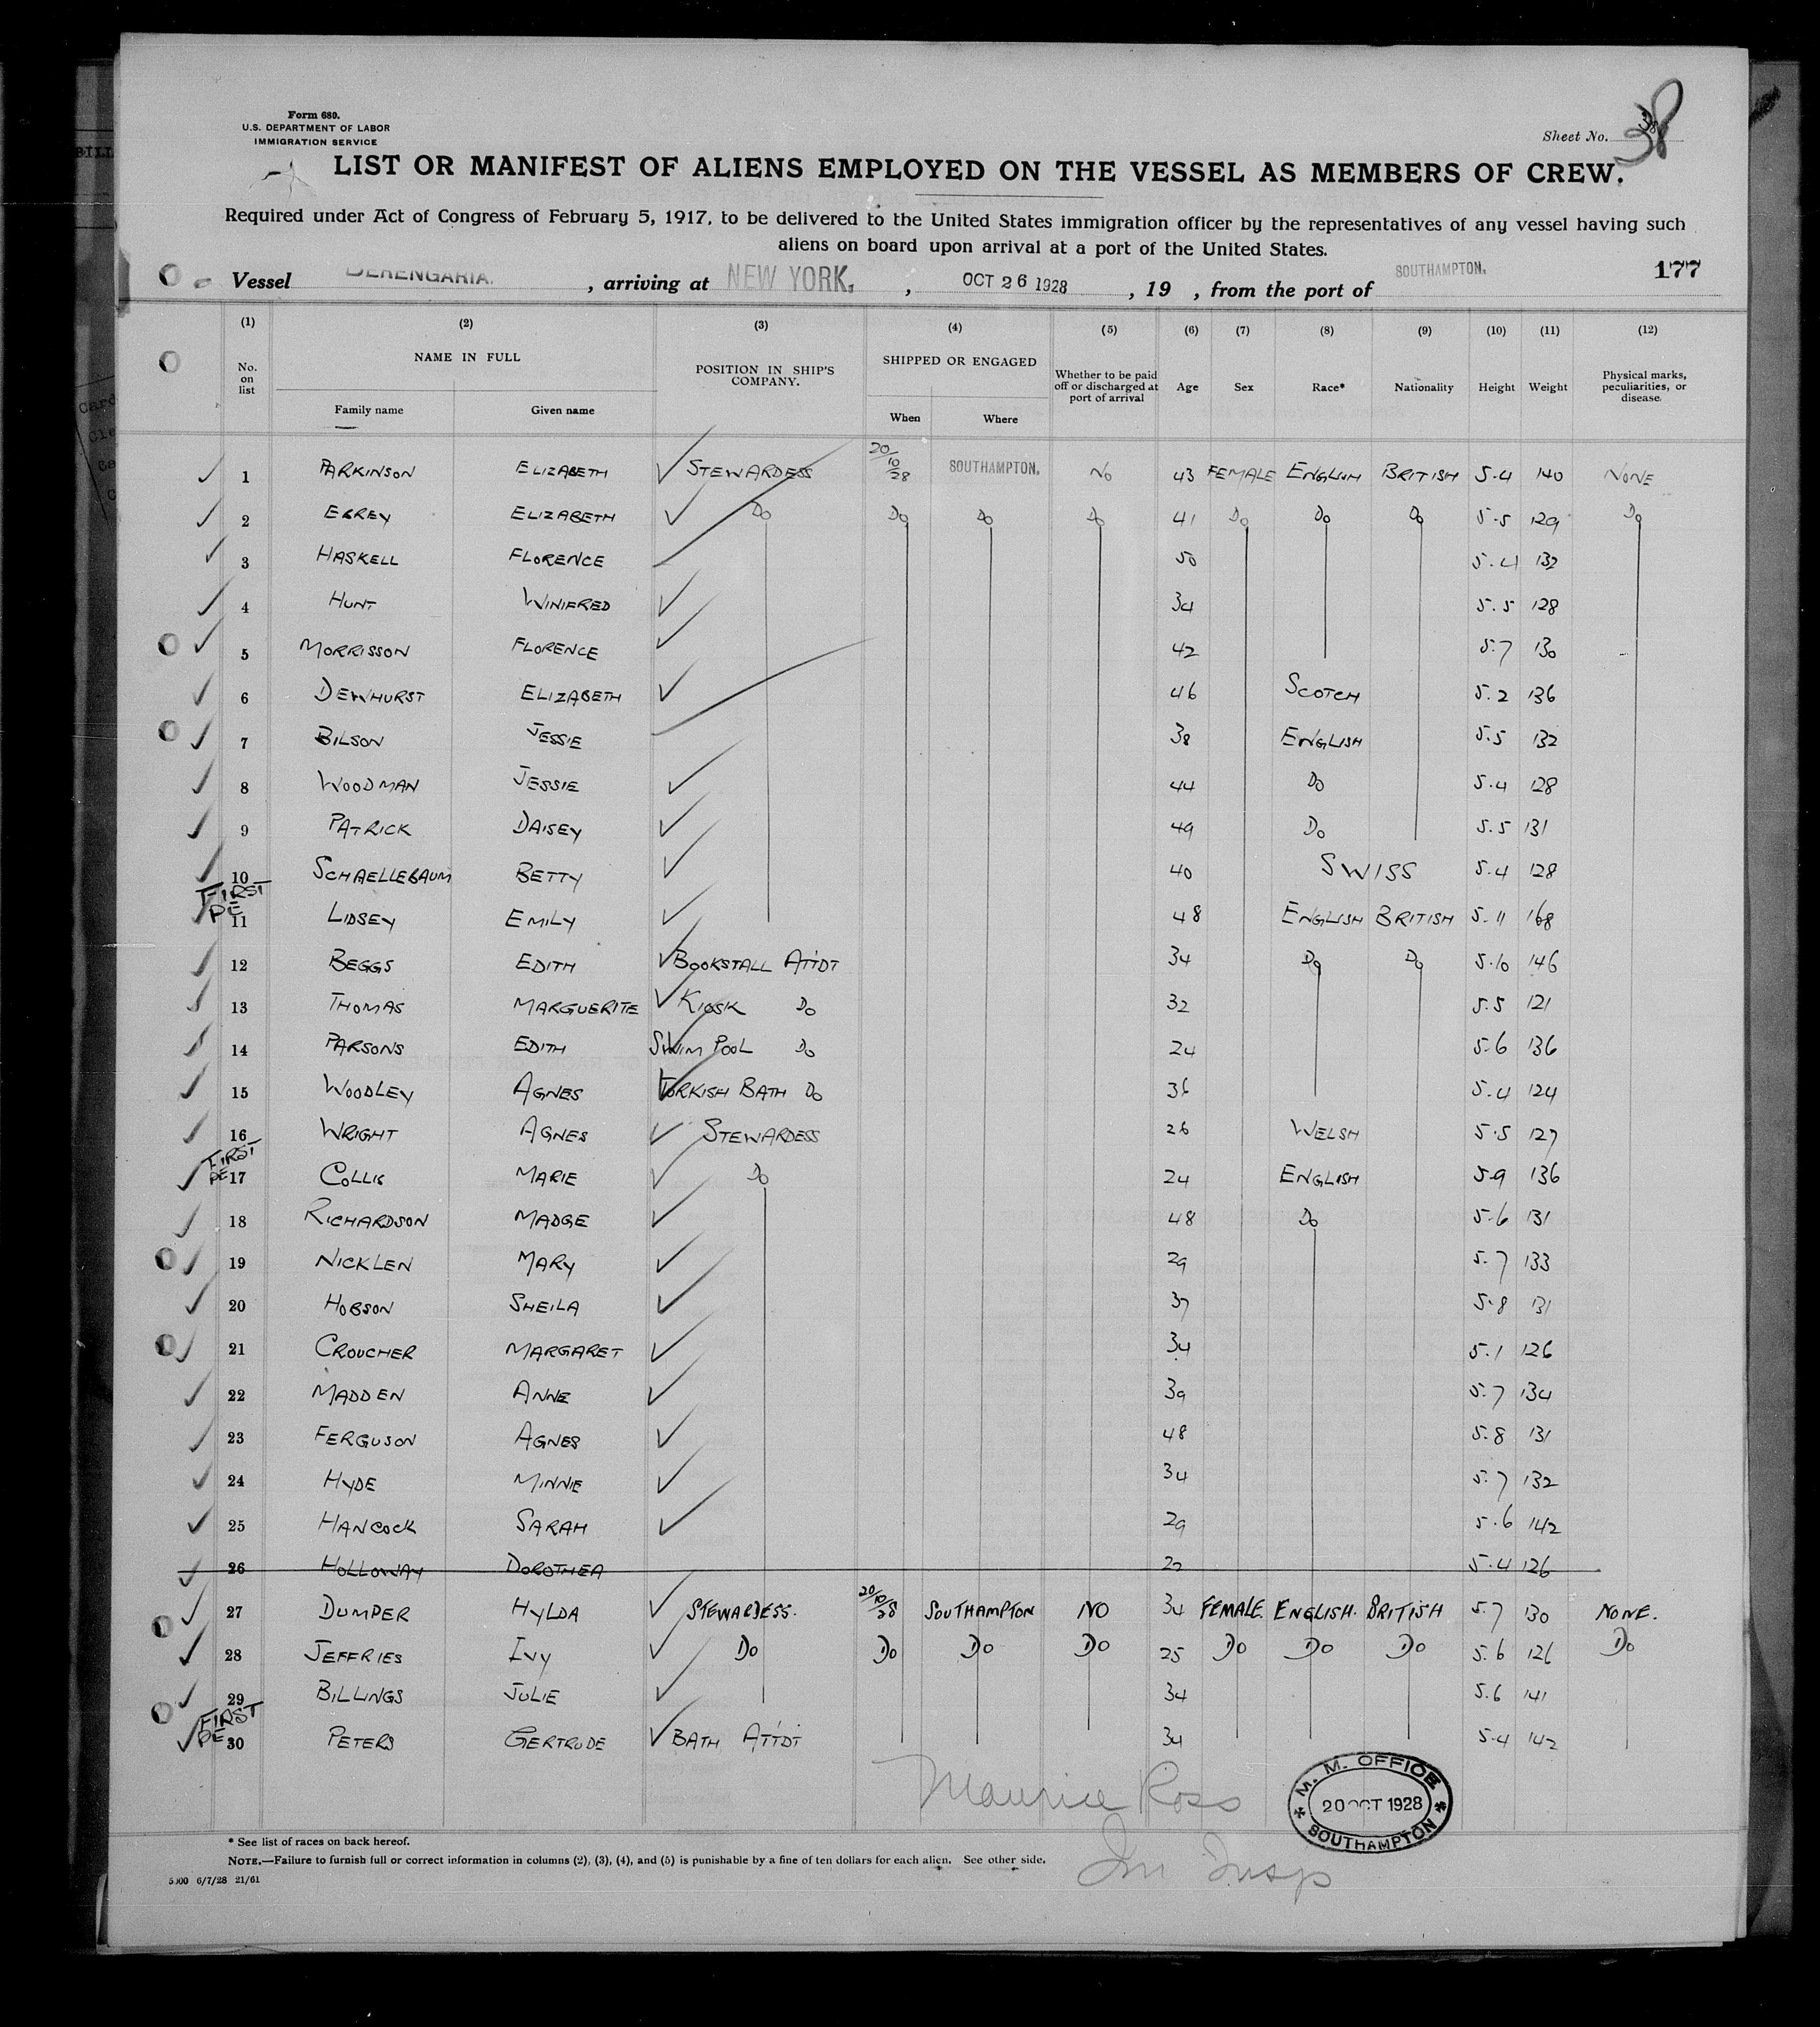 Form 680.
U.S. DEPARTMENT OF LABOR
IMMIGRATION SERVICE
Sheet No. 38
LIST OR MANIFEST OF ALIENS EMPLOYED ON THE VESSEL AS MEMBERS OF CREW.
Required under Act of Congress of February 5, 1917, to be delivered to the United States immigration officer by the representatives of any vessel having such
aliens on board upon arrival at a port of the United States.
177
Vessel BERENGARIA. , arriving at NEW YORK. , OCT 26 1928 , 19 , from the port of SOUTHAMPTON.
(1) (2) (3) (4) (5) (6) (7) (8) (9) (10) (11) (12)
No. on list NAME IN FULL Family name Given name POSITION IN SHIP'S COMPANY. SHIPPED OR ENGAGED When Where Whether to be paid off or discharged at port of arrival Age Sex Race* Nationality Height Weight Physical marks, peculiarities, or disease.
1 PARKINSON ELIZABETH STEWARDESS 20/10/28 SOUTHAMPTON. NO 43 FEMALE ENGLISH BRITISH 5.4 140 NONE
2 EBREY ELIZABETH DO DO DO DO 41 DO DO DO 5.5 129 DO
3 HASKELL FLORENCE 50 5.4 132
4 HUNT WINIFRED 34 5.5 128
5 MORRISSON FLORENCE 42 5.7 130
6 DEWHURST ELIZABETH 46 SCOTCH 5.2 136
7 BILSON JESSIE 38 ENGLISH 5.5 132
8 WOODMAN JESSIE 44 DO 5.4 128
9 PATRICK DAISEY 49 DO 5.5 131
10 SCHAELLEBAUM BETTY 40 SWISS 5.4 128
FIRST PE
11 LIDSEY EMILY 48 ENGLISH BRITISH 5.11 168
12 BEGGS EDITH BOOKSTALL ATTDT 34 DO DO 5.10 146
13 THOMAS MARGUERITE KIOSK DO 32 5.5 121
14 PARSONS EDITH SWIM POOL DO 24 5.6 136
15 WOODLEY AGNES TURKISH BATH DO 36 5.4 124
16 WRIGHT AGNES STEWARDESS 26 WELSH 5.5 127
FIRST PE
17 COLLIS MARIE DO 24 ENGLISH 5.9 136
18 RICHARDSON MADGE 48 DO 5.6 131
19 NICKLEN MARY 29 5.7 133
20 HOBSON SHEILA 37 5.8 131
21 CROUCHER MARGARET 34 5.1 126
22 MADDEN ANNE 39 5.7 134
23 FERGUSON AGNES 48 5.8 131
24 HYDE MINNIE 34 5.7 132
25 HANCOCK SARAH 29 5.6 142
26 HOLLOWAY DOROTHEA 22 5.4 126
27 DUMPER HYLDA STEWARDESS. 20/10/28 SOUTHAMPTON NO 34 FEMALE. ENGLISH. BRITISH 5.7 130 NONE.
28 JEFFRIES IVY DO DO DO DO 25 DO DO DO 5.6 126 DO
29 BILLINGS JULIE 34 5.6 141
FIRST PE
30 PETERS GERTRUDE BATH ATTDT 34 5.4 142
Maurice Ross
Im Insp
M. M. OFFICE
20 OCT 1928
SOUTHAMPTON
* See list of races on back hereof.
NOTE.—Failure to furnish full or correct information in columns (2), (3), (4), and (5) is punishable by a fine of ten dollars for each alien. See other side.
5000 6/7/28 21/61